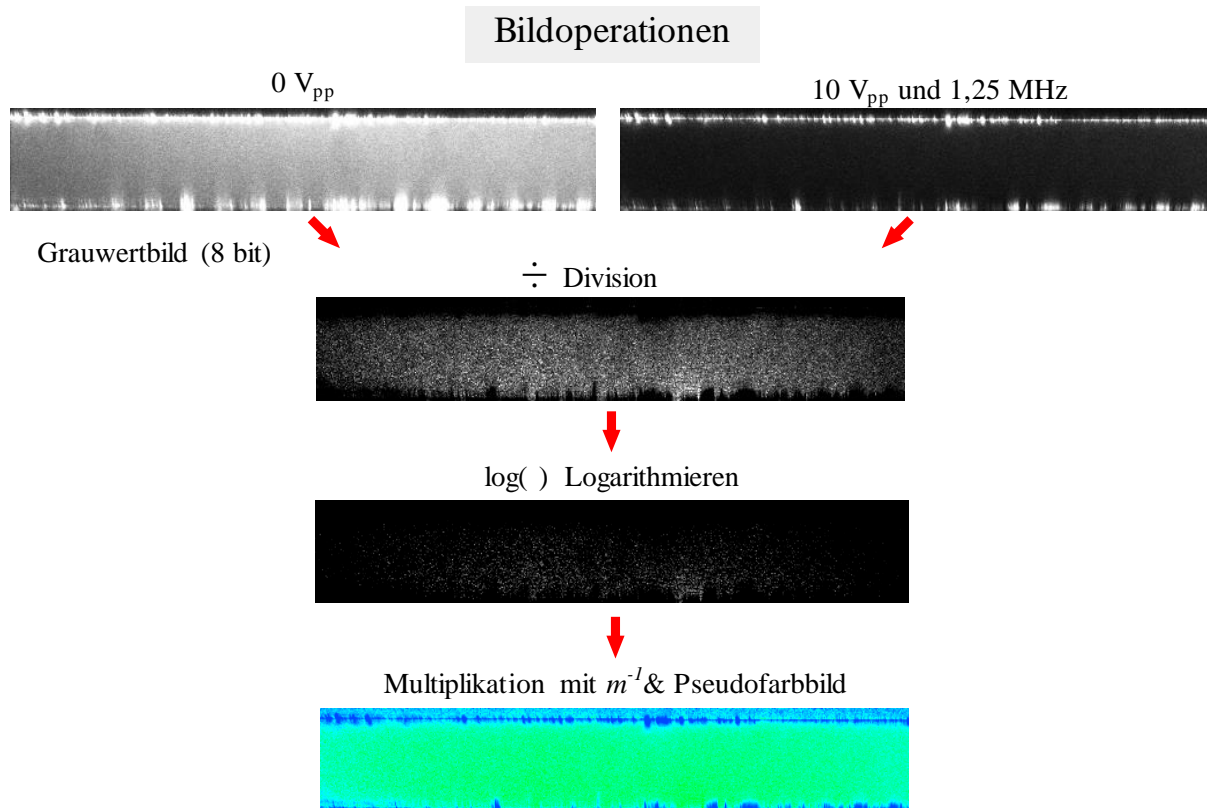 Bildoperationen
0 Vpp
10 Vpp und 1,25 MHz
Grauwertbild (8 bit)
÷ Division
log( ) Logarithmieren
Multiplikation mit m⁻¹ & Pseudofarbbild